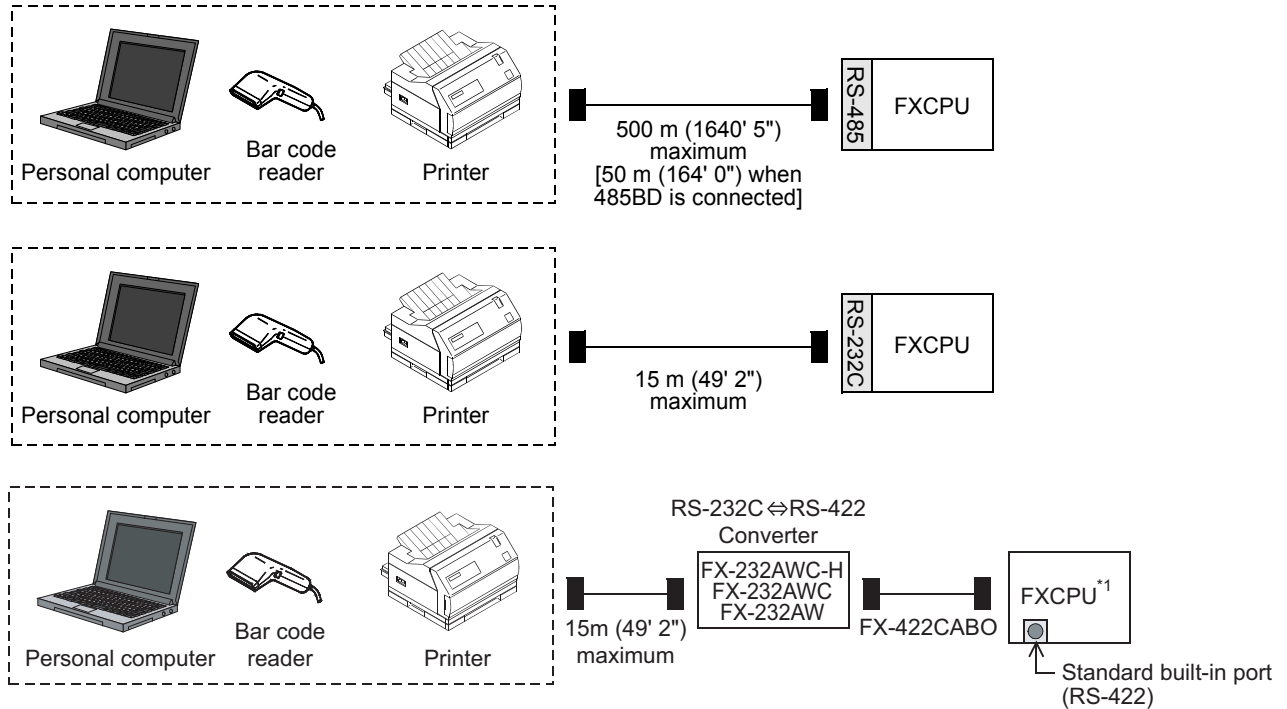 Personal computer
Bar code
reader
Printer
500 m (1640' 5")
maximum
[50 m (164' 0") when
485BD is connected]
RS-485
FXCPU
Personal computer
Bar code
reader
Printer
15 m (49' 2")
maximum
RS-232C
FXCPU
Personal computer
Bar code
reader
Printer
15m (49' 2")
maximum
RS-232C⇔RS-422
Converter
FX-232AWC-H
FX-232AWC
FX-232AW
FX-422CABO
FXCPU*1
Standard built-in port
(RS-422)